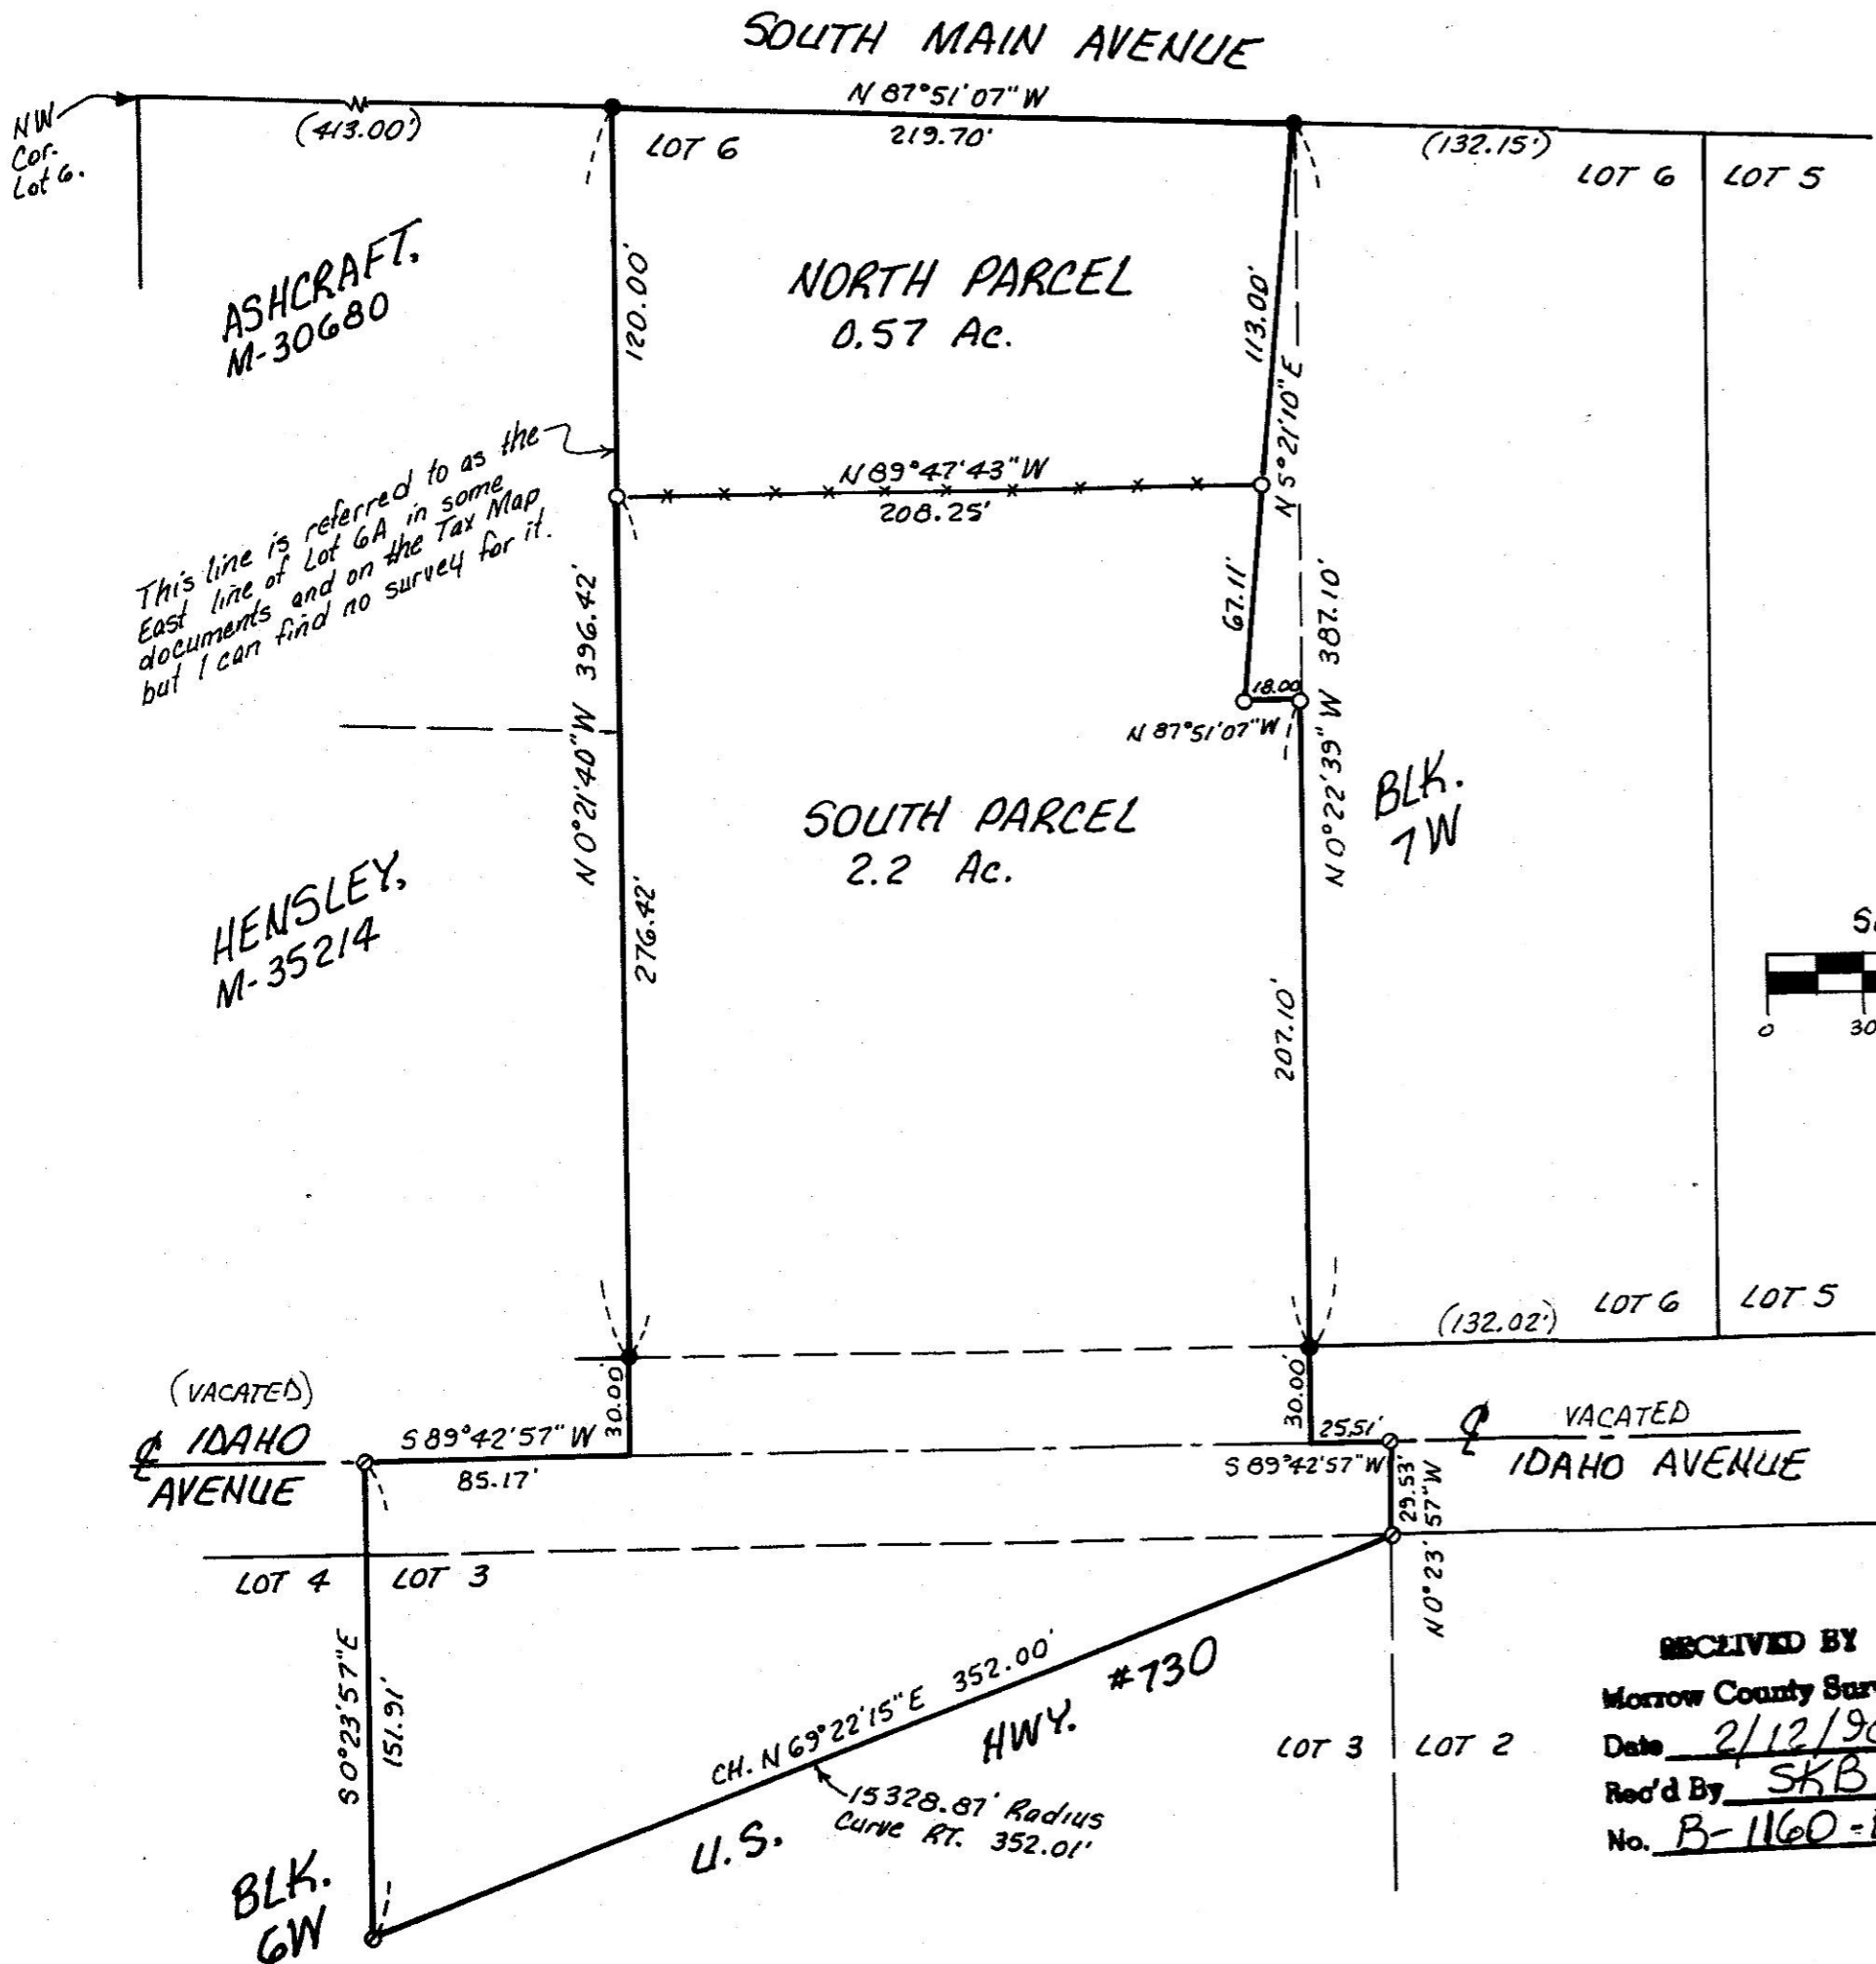 SOUTH MAIN AVENUE
NW
Cor.
Lot 6.
(413.00')
N 87°51'07" W
219.70'
(132.15')
LOT 6
LOT 6
LOT 5
ASHCRAFT,
M-30680
120.00'
NORTH PARCEL
0.57 Ac.
113.00'
N 5°21'10" E
This line is referred to as the
East line of Lot 6A in some
documents and on the Tax Map
but I can find no survey for it.
N 89°47'43" W
208.25'
67.11'
18.00
N 87°51'07" W
N 0°22'39" W 387.10'
N 0°21'40" W 396.42'
SOUTH PARCEL
2.2 Ac.
BLK.
7W
HENSLEY,
M-35214
276.42'
207.10'
0 30
(132.02')
LOT 6
LOT 5
(VACATED)
℄ IDAHO
AVENUE
S 89°42'57" W
85.17'
30.00'
30.00'
25.51'
S 89°42'57" W
℄ VACATED
IDAHO AVENUE
29.53'
N 0°23'57" W
LOT 4
LOT 3
S 0°23'57" E
151.91'
CH. N 69°22'15" E 352.00'
U.S. HWY. #730
15328.87' Radius
Curve RT. 352.01'
LOT 3
LOT 2
BLK.
6W
RECEIVED BY
Morrow County Surv
Date 2/12/90
Rec'd By SKB
No. B-1160-